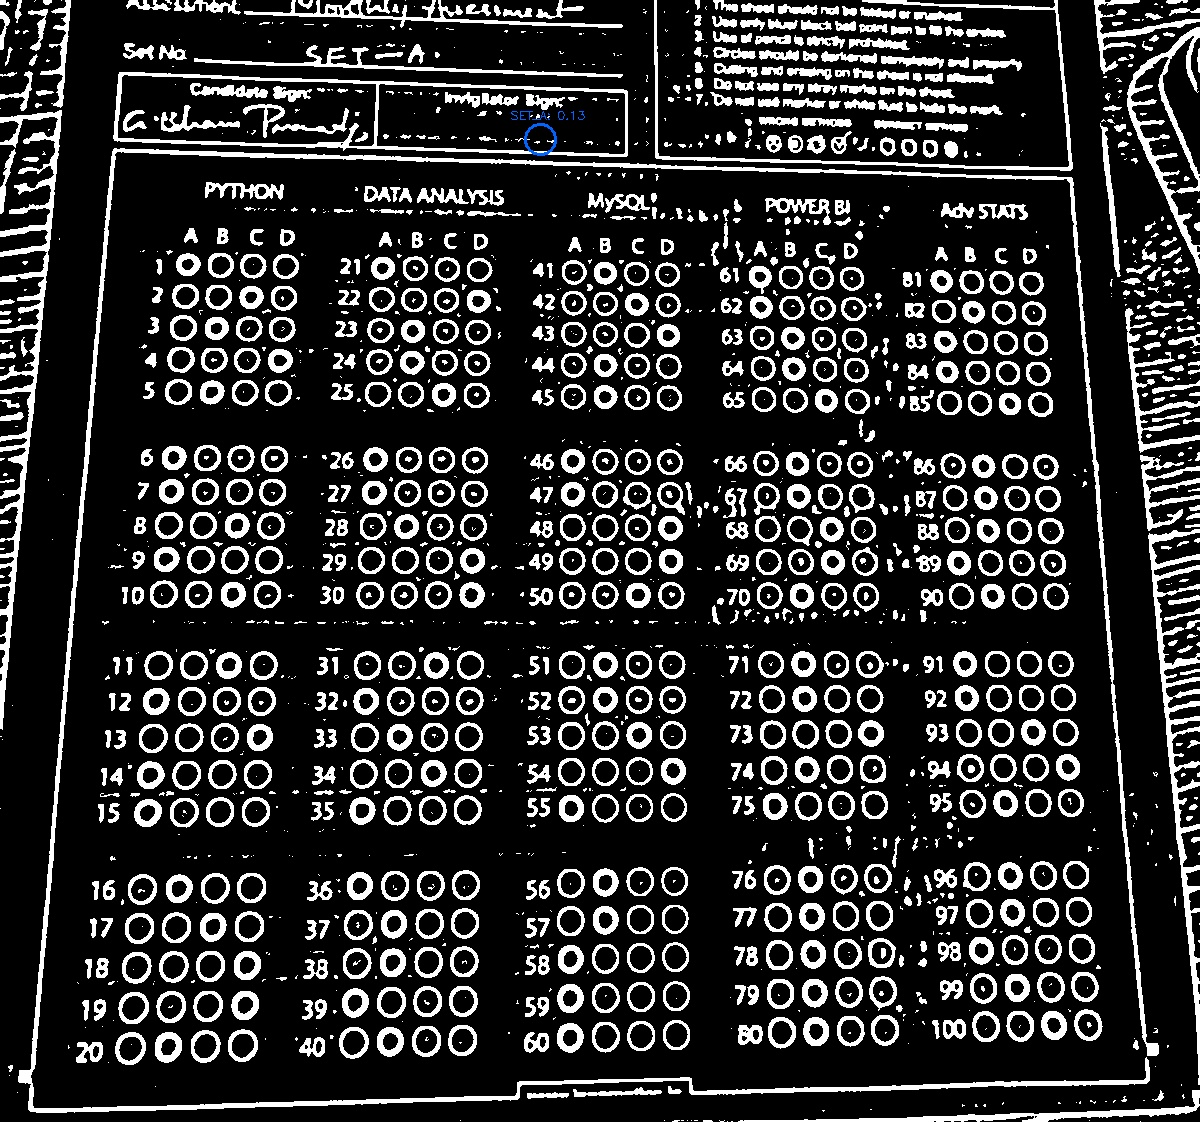 Assessment Monthly Assessment
Set No. SET-A.
Candidate Sign:
Invigilator Sign:
SET A: 0.13
1. This sheet should not be folded or crushed.
2. Use only blue/ black ball point pen to fill the circles.
3. Use of pencil is strictly prohibited.
4. Circles should be darkened completely and properly
5. Cutting and erasing on this sheet is not allowed.
6. Do not use any stray marks on the sheet.
7. Do not use marker or white fluid to hide the mark.
WRONG METHODS CORRECT METHOD
PYTHON DATA ANALYSIS MySQL POWER BI Adv STATS
A B C D A B C D A B C D A B C D A B C D
1 21 41 61 81
2 22 42 62 82
3 23 43 63 83
4 24 44 64 84
5 25 45 65 85
6 26 46 66 86
7 27 47 67 87
8 28 48 68 88
9 29 49 69 89
10 30 50 70 90
11 31 51 71 91
12 32 52 72 92
13 33 53 73 93
14 34 54 74 94
15 35 55 75 95
16 36 56 76 96
17 37 57 77 97
18 38 58 78 98
19 39 59 79 99
20 40 60 80 100